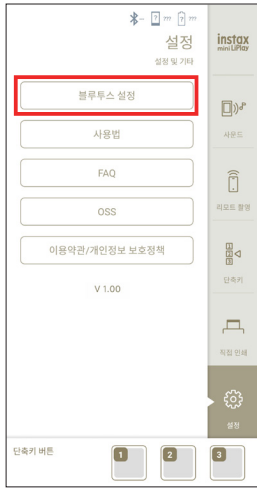 - ? ??? ? ???
설정
설정 및 기타
instax
mini LiPlay
블루투스 설정
사용법
FAQ
OSS
이용약관/개인정보 보호정책
V 1.00
사운드
리모트 촬영
단축키
직접 인쇄
설정
단축키 버튼
1
2
3